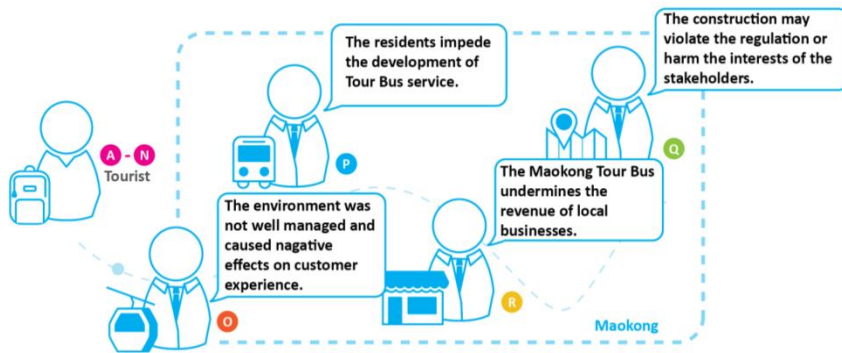 The construction may
violate the regulation or
harm the interests of the
stakeholders.
The residents impede
the development of
Tour Bus service.
A - N
Tourist
P
Q
The Maokong Tour Bus
undermines the
revenue of local
businesses.
The environment was
not well managed and
caused nagative
effects on customer
experience.
O
R
Maokong